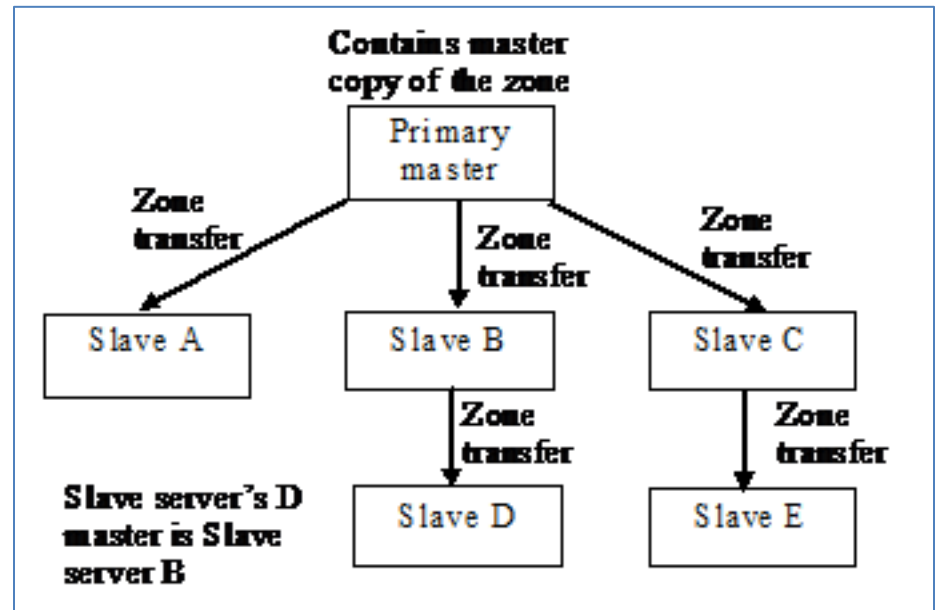 Contains master
copy of the zone
Primary
master
Zone
transfer
Zone
transfer
Zone
transfer
Slave A
Slave B
Slave C
Zone
transfer
Zone
transfer
Slave server's D
master is Slave
server B
Slave D
Slave E